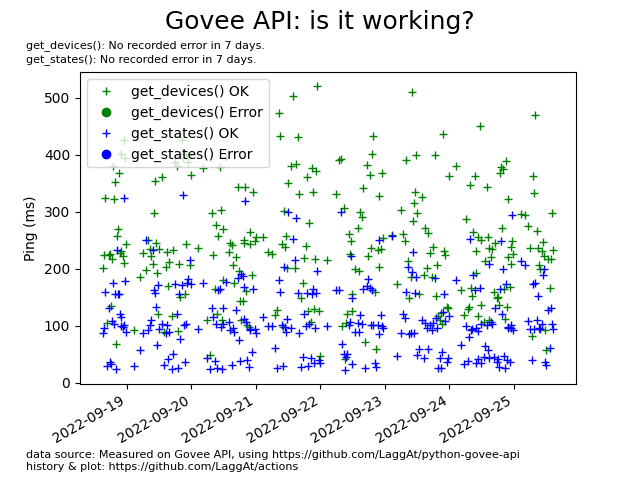 Govee API: is it working?
get_devices(): No recorded error in 7 days.
get_states(): No recorded error in 7 days.
get_devices() OK
get_devices() Error
get_states() OK
get_states() Error
Ping (ms)
500
400
300
200
100
0
2022-09-19
2022-09-20
2022-09-21
2022-09-22
2022-09-23
2022-09-24
2022-09-25
data source: Measured on Govee API, using https://github.com/LaggAt/python-govee-api
history & plot: https://github.com/LaggAt/actions